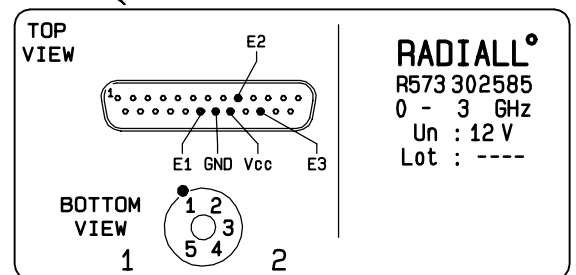 TOP
VIEW
E2
1
E1 GND Vcc E3
BOTTOM
VIEW
1 2
3
5 4
1 2
RADIALL°
R573 302585
0 - 3 GHz
Un : 12 V
Lot : ----